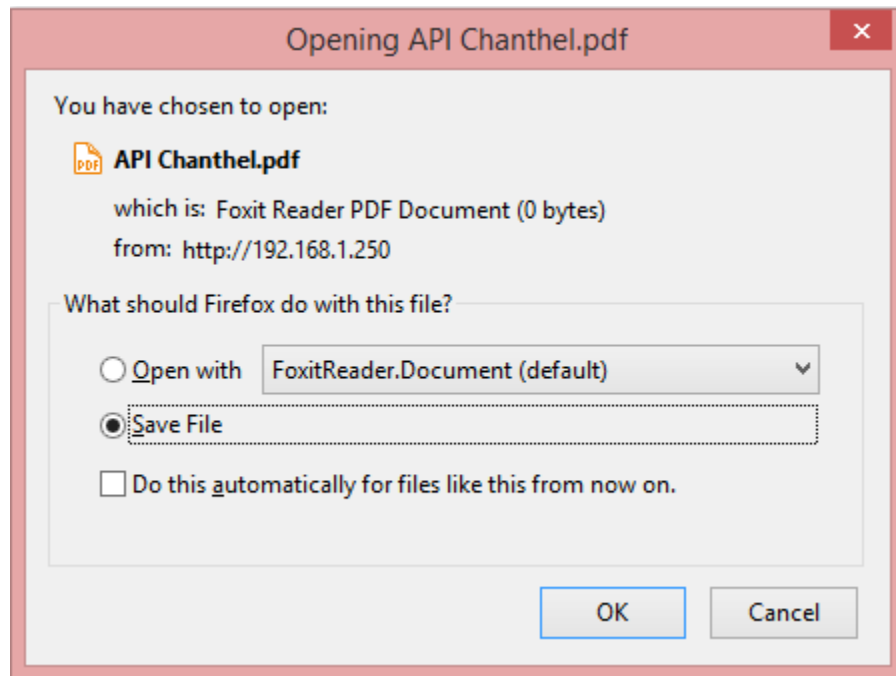 Opening API Chanthel.pdf
You have chosen to open:
PDF
API Chanthel.pdf
which is: Foxit Reader PDF Document (0 bytes)
from: http://192.168.1.250
What should Firefox do with this file?
Open with FoxitReader.Document (default)
Save File
Do this automatically for files like this from now on.
OK Cancel